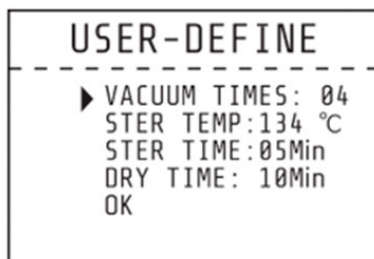 USER-DEFINE
VACUUM TIMES: 04
STER TEMP:134 ℃
STER TIME:05Min
DRY TIME: 10Min
OK